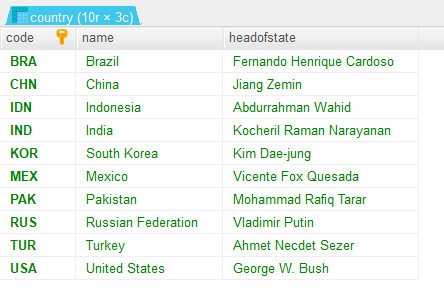 country (10r × 3c)
code name headofstate
BRA Brazil Fernando Henrique Cardoso
CHN China Jiang Zemin
IDN Indonesia Abdurrahman Wahid
IND India Kocheril Raman Narayanan
KOR South Korea Kim Dae-jung
MEX Mexico Vicente Fox Quesada
PAK Pakistan Mohammad Rafiq Tarar
RUS Russian Federation Vladimir Putin
TUR Turkey Ahmet Necdet Sezer
USA United States George W. Bush